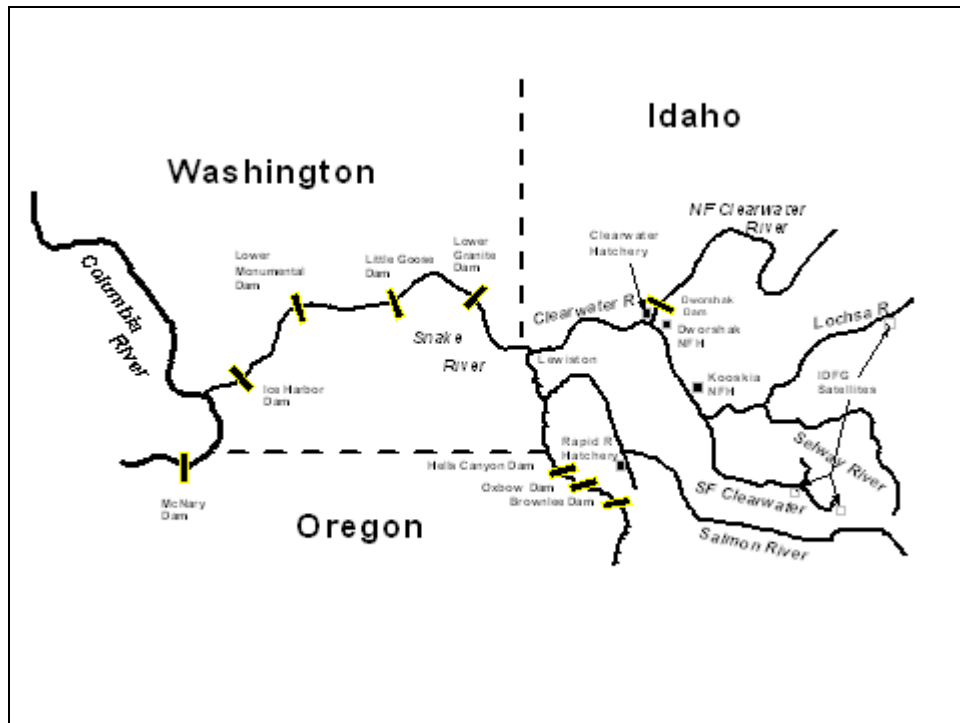 Idaho
Washington
NF Clearwater
River
Clearwater
Hatchery
Lower
Granite
Dam
Lower
Monumental
Dam
Little Goose
Dam
Columbia
River
Clearwater R
Dworshak
Dam
Dworshak
NFH
Lochsa R.
Snake
River
Lewiston
IDFG
Satellites
Kooskia
NFH
Ice Harbor
Dam
Rapid R
Hatchery
Selway River
Hells Canyon Dam
Oxbow Dam
Brownlee Dam
SF Clearwater
McNary
Dam
Oregon
Salmon River